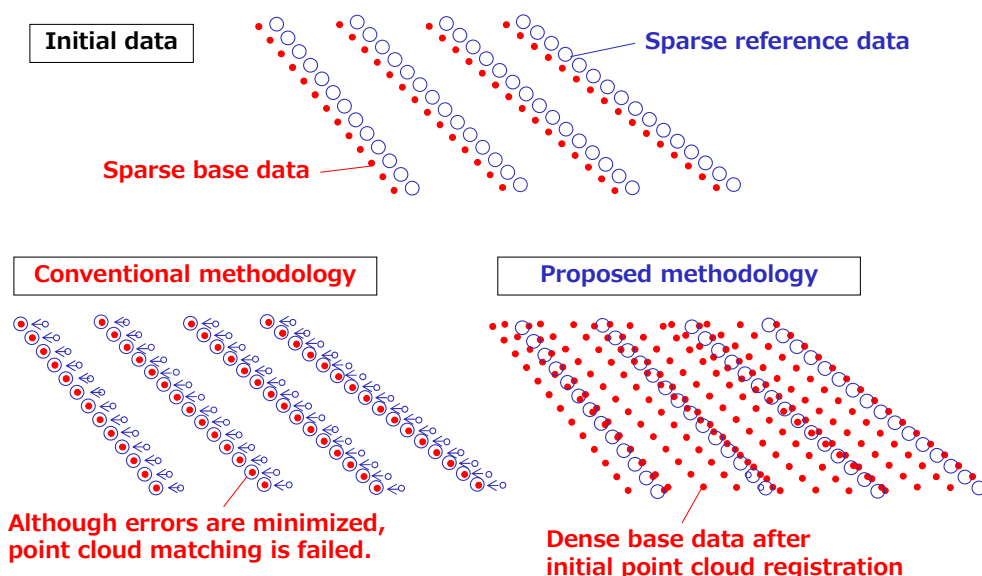 Initial data
Sparse reference data
Sparse base data
Conventional methodology
Proposed methodology
Although errors are minimized,
point cloud matching is failed.
Dense base data after
initial point cloud registration